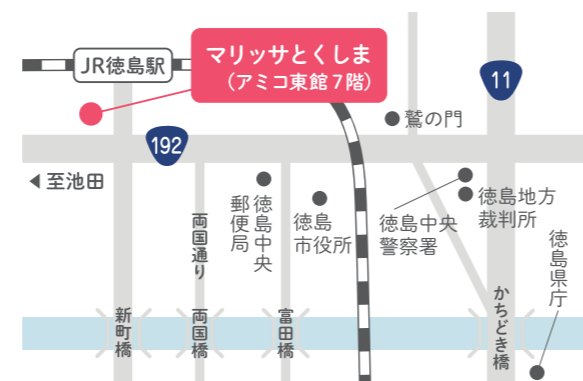 JR徳島駅
マリッサとくしま
（アミコ東館7階）
11
鷲の門
192
至池田
徳島中央
郵便局
両国通り
徳島
市役所
徳島中央
警察署
徳島地方
裁判所
徳島県庁
新町橋
両国橋
富田橋
かちどき橋